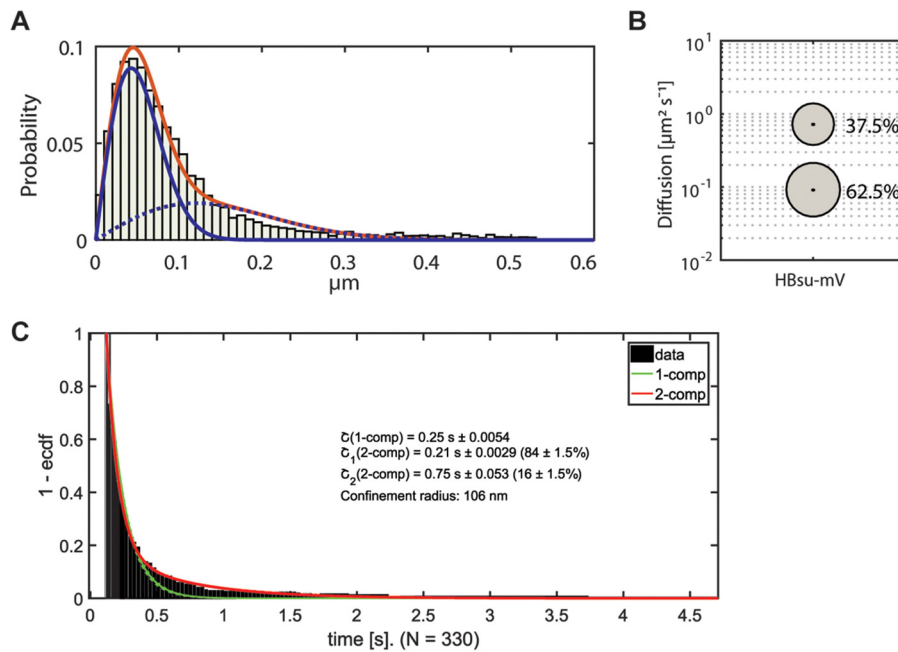 A
Probability
0.1
0.05
0
0 0.1 0.2 0.3 0.4 0.5 0.6
µm
B
Diffusion [µm² s⁻¹]
10¹
10⁰
10⁻¹
10⁻²
37.5%
62.5%
HBsu-mV
C
1 - ecdf
1
0.8
0.6
0.4
0.2
0
data
1-comp
2-comp
τ(1-comp) = 0.25 s ± 0.0054
τ₁(2-comp) = 0.21 s ± 0.0029 (84 ± 1.5%)
τ₂(2-comp) = 0.75 s ± 0.053 (16 ± 1.5%)
Confinement radius: 106 nm
0 0.5 1 1.5 2 2.5 3 3.5 4 4.5
time [s]. (N = 330)